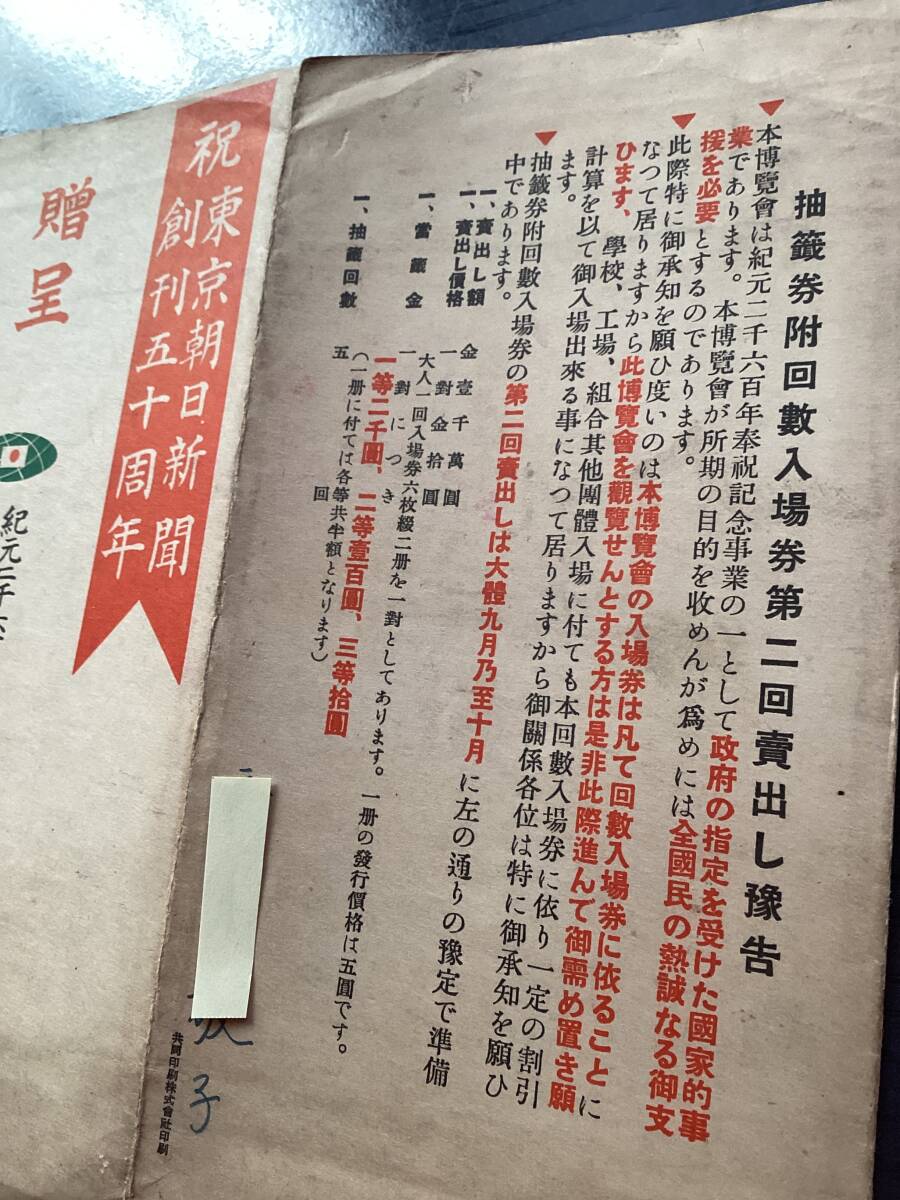 抽籤券附回數入場券第二回賣出し豫告
▼本博覽會は紀元二千六百年奉祝記念事業の一として政府の指定を受けた國家的事
業であります。本博覽會が所期の目的を收めんが爲めには全國民の熱誠なる御支
援を必要とするのであります。
▼此際特に御承知を願ひ度いのは本博覽會の入場券は凡て回數入場券に依ることに
なつて居りますから此博覽會を觀覽せんとする方は是非此際進んで御需め置き願
ひます、學校、工場、組合其他團體入場に付ても本回數入場券に依り一定の割引
計算を以て御入場出來る事になつて居りますから御關係各位は特に御承知を願ひ
ます。
▼抽籤券附回數入場券の第二回賣出しは大體九月乃至十月に左の通りの豫定で準備
中であります。
一、賣出し額 金壹千萬圓
一、賣出し價格 一對金拾圓
大人一回入場券六枚綴二册を一對としてあります。一册の發行價格は五圓です。
一、當籤金 一對につき
一等二千圓、二等壹百圓、三等拾圓
(一册に付ては各等共半額となります)
一、抽籤回數 五回
子
共同印刷株式會社印刷
祝東京朝日新聞
創刊五十周年
贈呈
紀元二千六